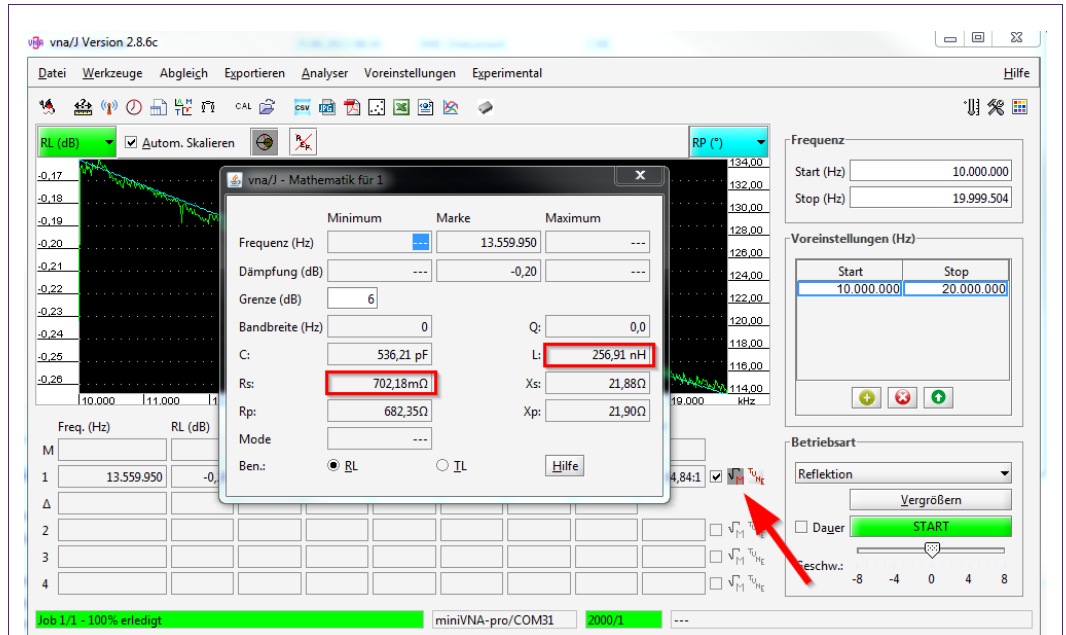 vna/J Version 2.8.6c
Datei Werkzeuge Abgleich Exportieren Analyser Voreinstellungen Experimental Hilfe
CAL CSV JPG
RL (dB) Autom. Skalieren RP (°)
-0,17
-0,18
-0,19
-0,20
-0,21
-0,22
-0,23
-0,24
-0,25
-0,26
10.000 11.000 19.000 kHz
134,00
132,00
130,00
128,00
126,00
124,00
122,00
120,00
118,00
116,00
114,00
vna/J - Mathematik für 1
Minimum Marke Maximum
Frequenz (Hz) --- 13.559.950 ---
Dämpfung (dB) --- -0,20 ---
Grenze (dB) 6
Bandbreite (Hz) 0 Q: 0,0
C: 536,21 pF L: 256,91 nH
Rs: 702,18mΩ Xs: 21,88Ω
Rp: 682,35Ω Xp: 21,90Ω
Mode ---
Ben.: RL TL Hilfe
Freq. (Hz) RL (dB)
M
1 13.559.950 4,84:1 √M TUNE
Δ
2 √M TUNE
3 √M TUNE
4 √M TUNE
Frequenz
Start (Hz) 10.000.000
Stop (Hz) 19.999.504
Voreinstellungen (Hz)
Start Stop
10.000.000 20.000.000
Betriebsart
Reflektion
Vergrößern
Dauer START
Geschw.:
-8 -4 0 4 8
Job 1/1 - 100% erledigt miniVNA-pro/COM31 2000/1 ---